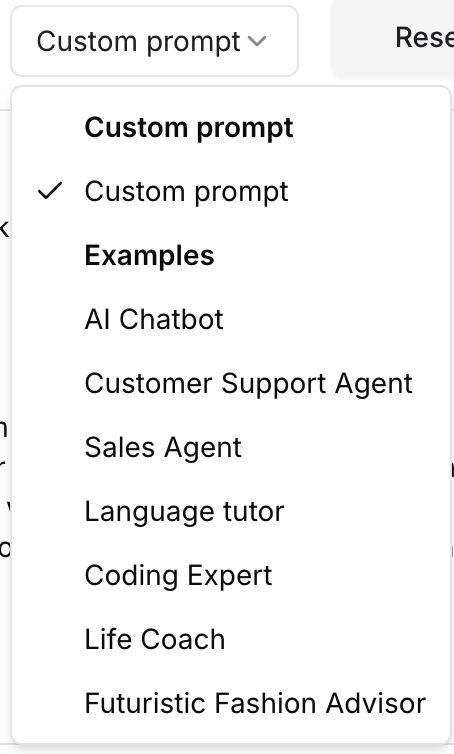 Custom prompt
Custom prompt
Custom prompt
Examples
AI Chatbot
Customer Support Agent
Sales Agent
Language tutor
Coding Expert
Life Coach
Futuristic Fashion Advisor